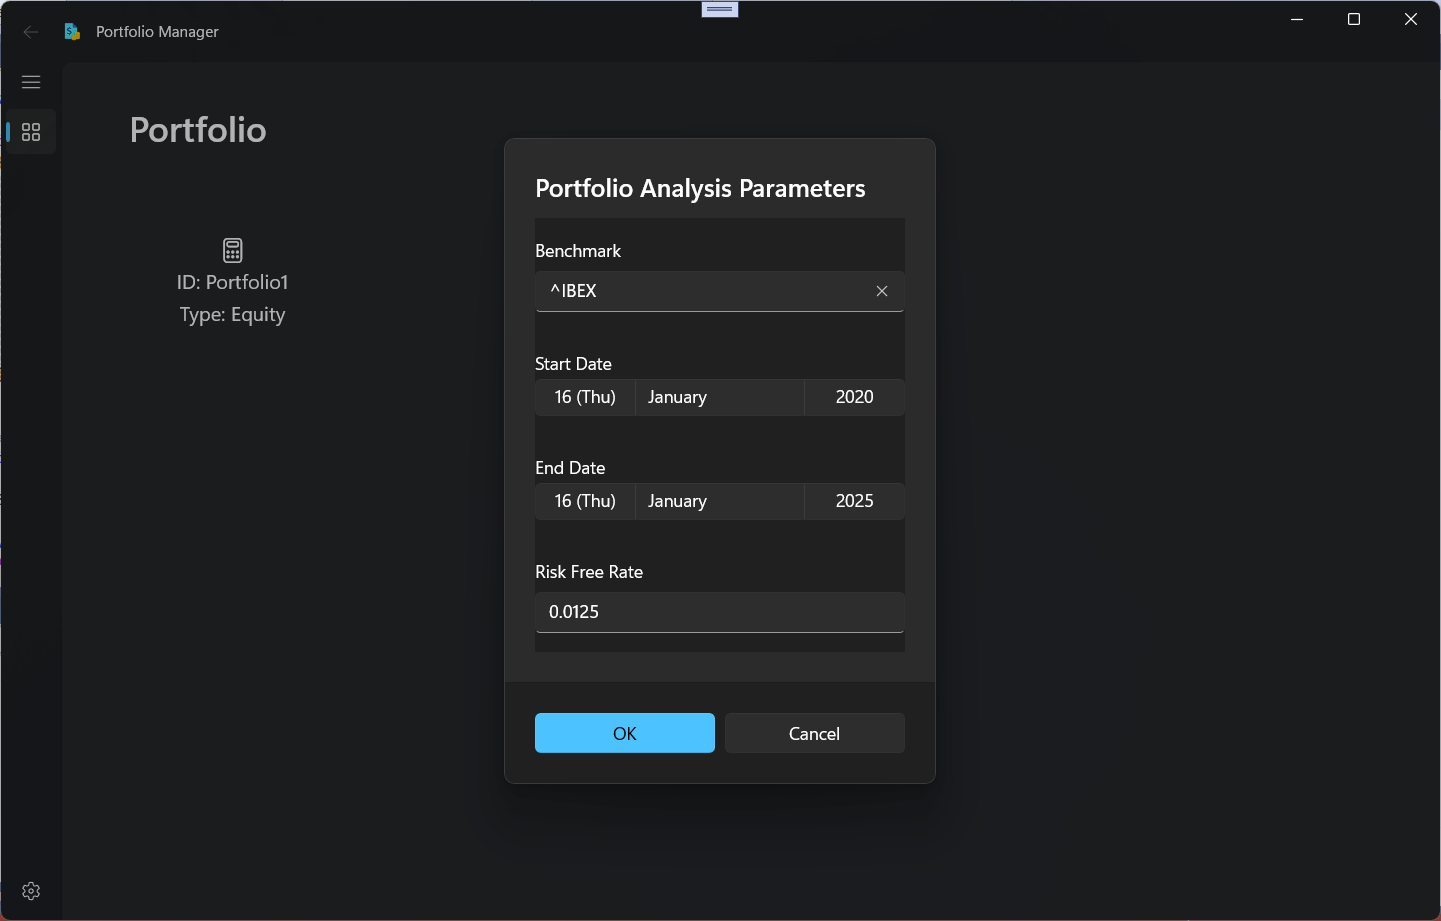 Portfolio Manager
Portfolio
ID: Portfolio1
Type: Equity
Portfolio Analysis Parameters
Benchmark
^IBEX
Start Date
16 (Thu) January 2020
End Date
16 (Thu) January 2025
Risk Free Rate
0.0125
OK Cancel